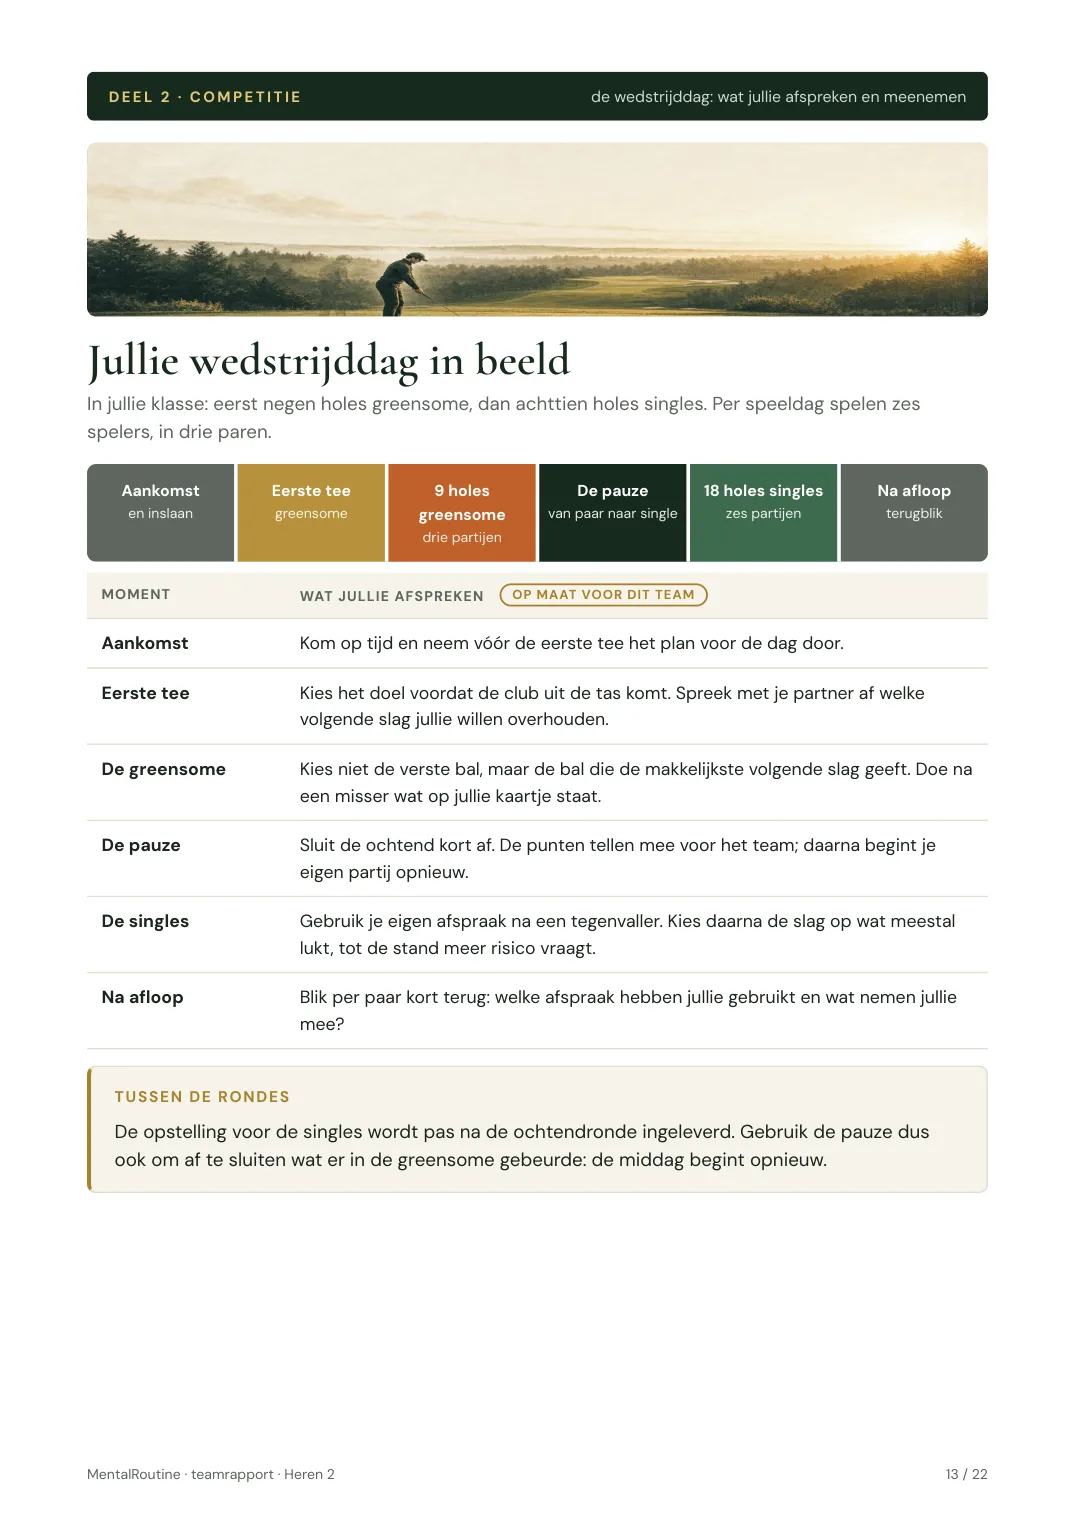 DEEL 2 · COMPETITIE
de wedstrijddag: wat jullie afspreken en meenemen
Jullie wedstrijddag in beeld
In jullie klasse: eerst negen holes greensome, dan achttien holes singles. Per speeldag spelen zes
spelers, in drie paren.
Aankomst
en inslaan
Eerste tee
greensome
9 holes
greensome
drie partijen
De pauze
van paar naar single
18 holes singles
zes partijen
Na afloop
terugblik
MOMENT
WAT JULLIE AFSPREKEN
OP MAAT VOOR DIT TEAM
Aankomst
Kom op tijd en neem vóór de eerste tee het plan voor de dag door.
Eerste tee
Kies het doel voordat de club uit de tas komt. Spreek met je partner af welke
volgende slag jullie willen overhouden.
De greensome
Kies niet de verste bal, maar de bal die de makkelijkste volgende slag geeft. Doe na
een misser wat op jullie kaartje staat.
De pauze
Sluit de ochtend kort af. De punten tellen mee voor het team; daarna begint je
eigen partij opnieuw.
De singles
Gebruik je eigen afspraak na een tegenvaller. Kies daarna de slag op wat meestal
lukt, tot de stand meer risico vraagt.
Na afloop
Blik per paar kort terug: welke afspraak hebben jullie gebruikt en wat nemen jullie
mee?
TUSSEN DE RONDES
De opstelling voor de singles wordt pas na de ochtendronde ingeleverd. Gebruik de pauze dus
ook om af te sluiten wat er in de greensome gebeurde: de middag begint opnieuw.
MentalRoutine · teamrapport · Heren 2
13 / 22